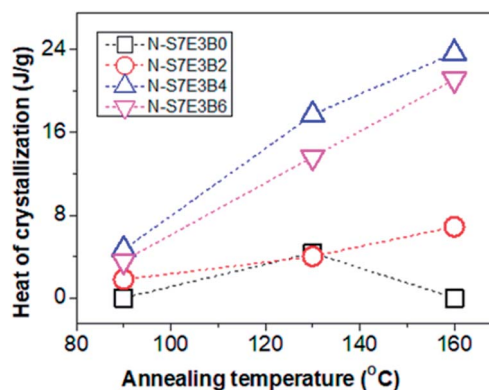 Heat of crystallization (J/g)
24
16
8
0
N-S7E3B0
N-S7E3B2
N-S7E3B4
N-S7E3B6
80 100 120 140 160
Annealing temperature (°C)